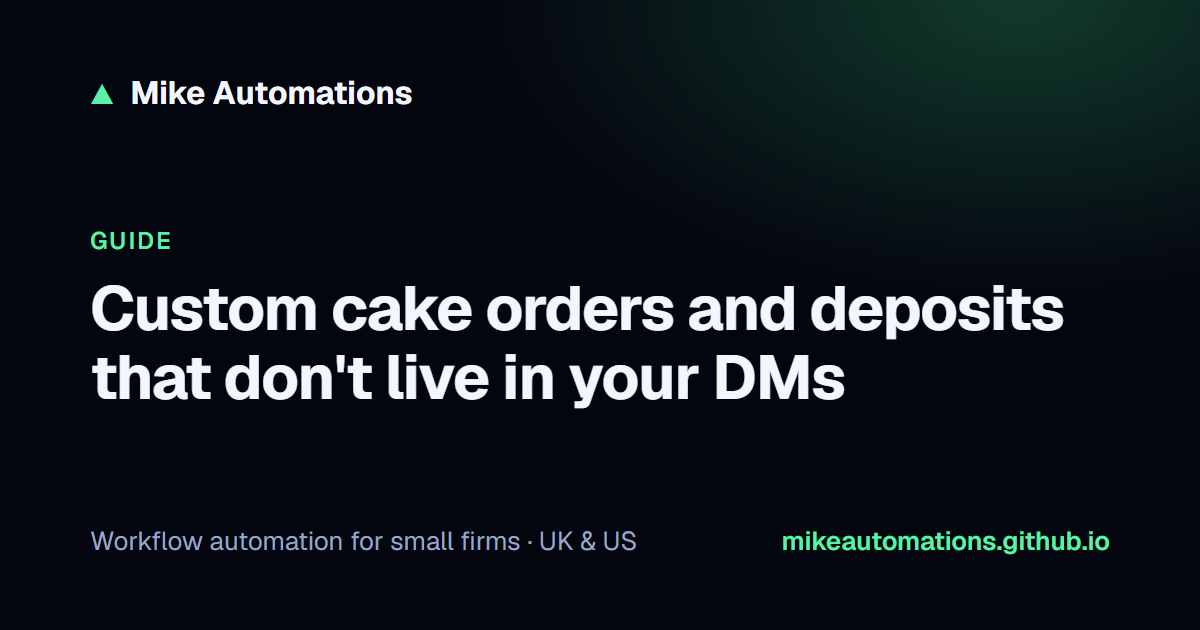 Mike Automations
GUIDE
Custom cake orders and deposits
that don't live in your DMs
Workflow automation for small firms · UK & US
mikeautomations.github.io